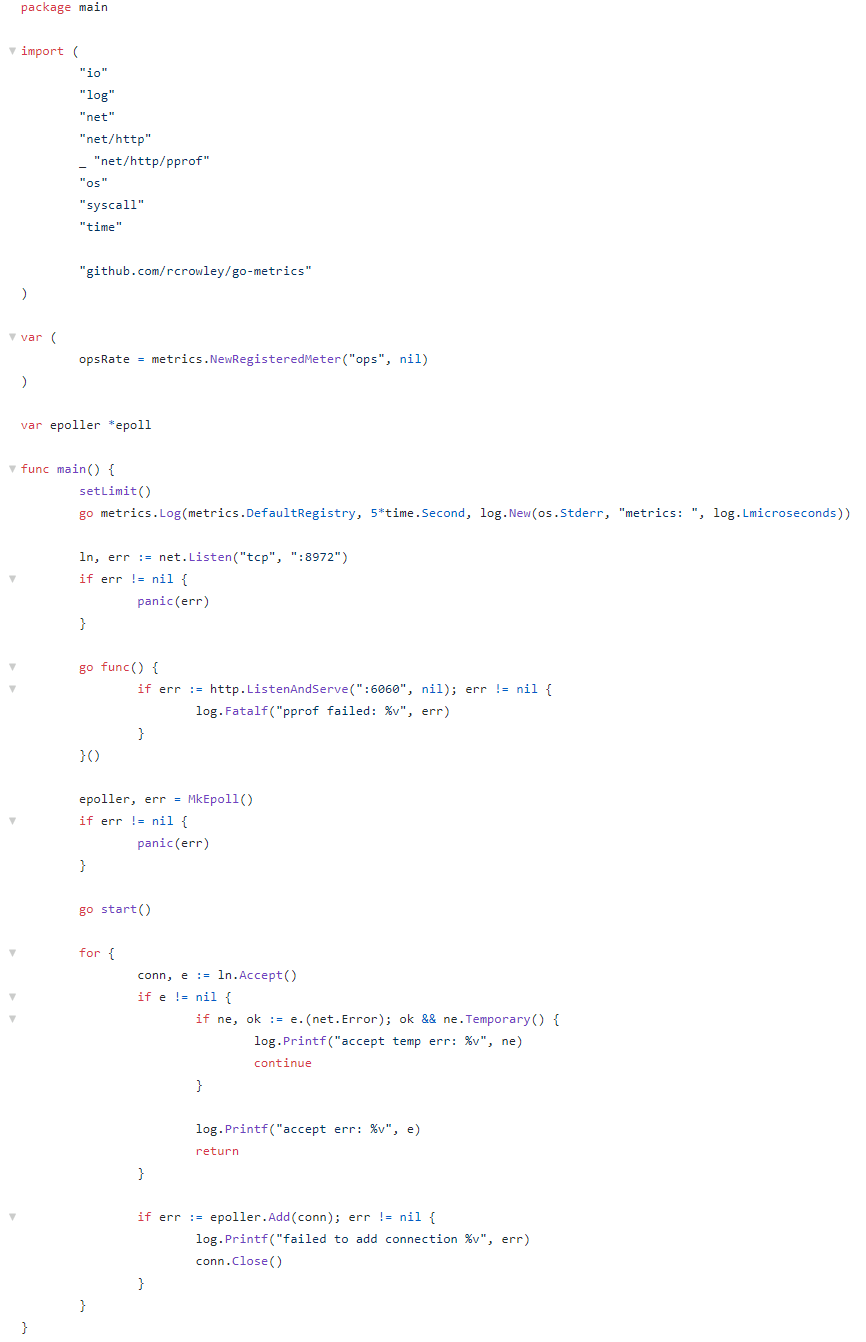 package main
import (
"io"
"log"
"net"
"net/http"
_ "net/http/pprof"
"os"
"syscall"
"time"
"github.com/rcrowley/go-metrics"
)
var (
opsRate = metrics.NewRegisteredMeter("ops", nil)
)
var epoller *epoll
func main() {
setLimit()
go metrics.Log(metrics.DefaultRegistry, 5*time.Second, log.New(os.Stderr, "metrics: ", log.Lmicroseconds))
ln, err := net.Listen("tcp", ":8972")
if err != nil {
panic(err)
}
go func() {
if err := http.ListenAndServe(":6060", nil); err != nil {
log.Fatalf("pprof failed: %v", err)
}
}()
epoller, err = MkEpoll()
if err != nil {
panic(err)
}
go start()
for {
conn, e := ln.Accept()
if e != nil {
if ne, ok := e.(net.Error); ok && ne.Temporary() {
log.Printf("accept temp err: %v", ne)
continue
}
log.Printf("accept err: %v", e)
return
}
if err := epoller.Add(conn); err != nil {
log.Printf("failed to add connection %v", err)
conn.Close()
}
}
}